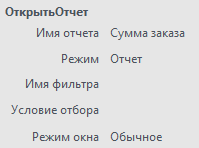 ОткрытьОтчет
Имя отчета Сумма заказа
Режим Отчет
Имя фильтра
Условие отбора
Режим окна Обычное